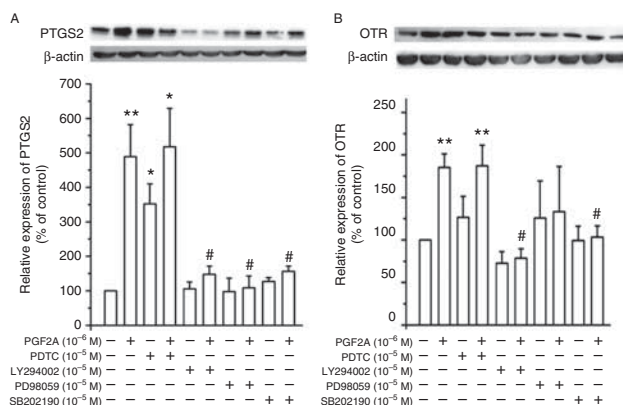 A
PTGS2
β-actin
700
600
500
400
300
200
100
0
Relative expression of PTGS2
(% of control)
**
*
*
#
#
#
PGF2A (10⁻⁶ M) – + – + – + – + – +
PDTC (10⁻⁵ M) – – + + – – – – – –
LY294002 (10⁻⁵ M) – – – – + + – – – –
PD98059 (10⁻⁵ M) – – – – – – + + – –
SB202190 (10⁻⁵ M) – – – – – – – – + +
B
OTR
β-actin
250
200
150
100
50
0
Relative expression of OTR
(% of control)
**
**
#
#
PGF2A (10⁻⁶ M) – + – + – + – + – +
PDTC (10⁻⁵ M) – – + + – – – – – –
LY294002 (10⁻⁵ M) – – – – + + – – – –
PD98059 (10⁻⁵ M) – – – – – – + + – –
SB202190 (10⁻⁵ M) – – – – – – – – + +